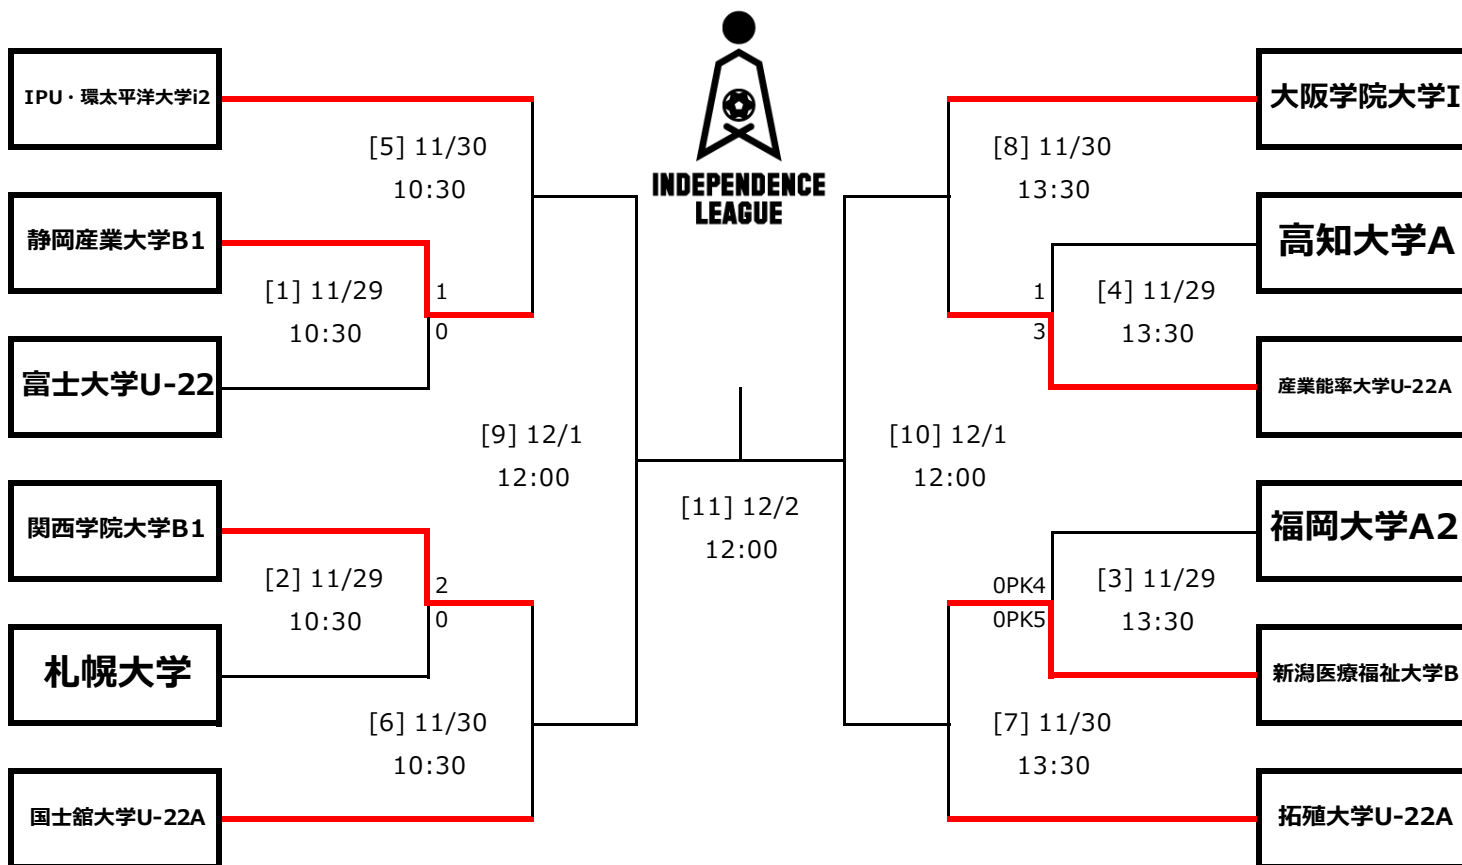 IPU・環太平洋大学i2
[5] 11/30
10:30
静岡産業大学B1
[1] 11/29
10:30
1
0
富士大学U-22
[9] 12/1
12:00
関西学院大学B1
[2] 11/29
10:30
2
0
札幌大学
[6] 11/30
10:30
国士舘大学U-22A
INDEPENDENCE
LEAGUE
[11] 12/2
12:00
大阪学院大学I
[8] 11/30
13:30
高知大学A
1
3
[4] 11/29
13:30
産業能率大学U-22A
[10] 12/1
12:00
福岡大学A2
0PK4
0PK5
[3] 11/29
13:30
新潟医療福祉大学B
[7] 11/30
13:30
拓殖大学U-22A